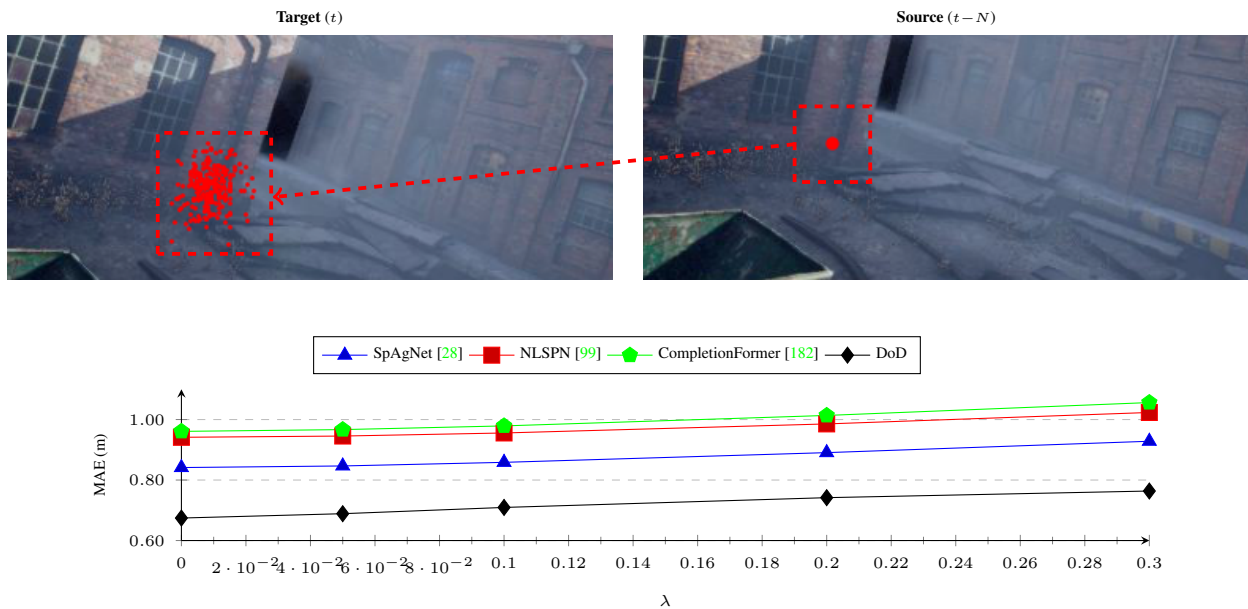 Target (t) Source (t − N)
SpAgNet [28] NLSPN [99] CompletionFormer [182] DoD
1.00
0.80
0.60
MAE (m)
0 2 · 10⁻² 4 · 10⁻² 6 · 10⁻² 8 · 10⁻² 0.1 0.12 0.14 0.16 0.18 0.2 0.22 0.24 0.26 0.28 0.3
λ